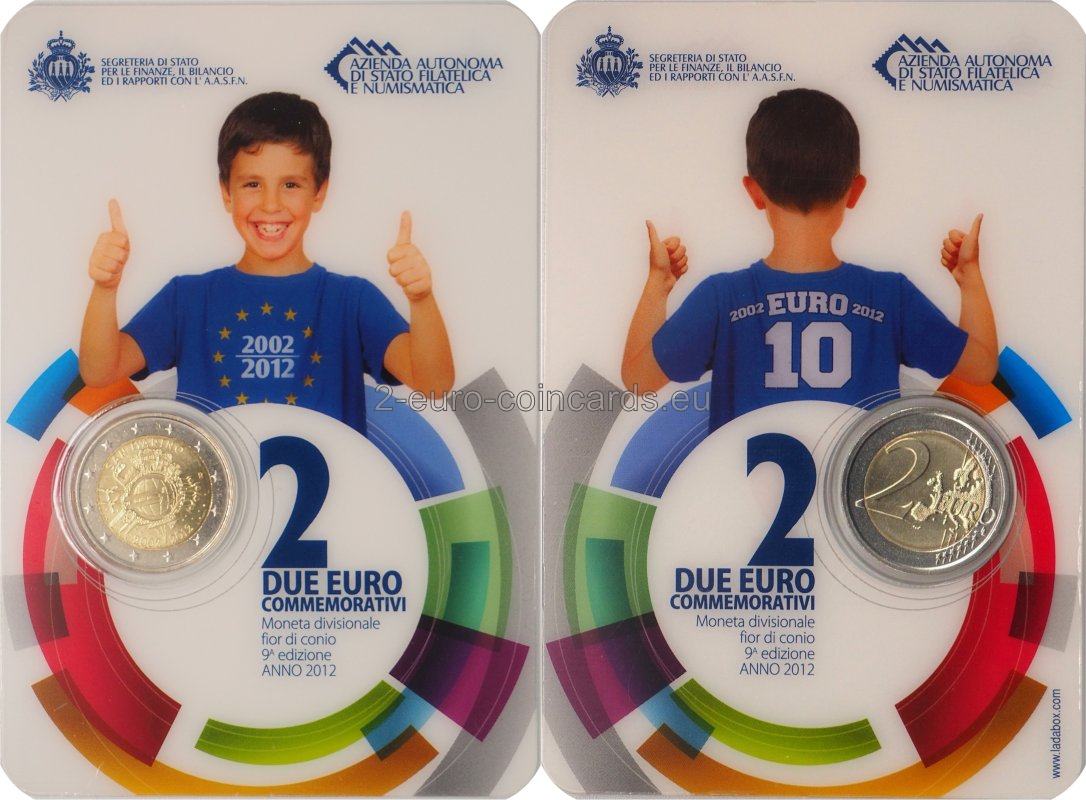 SEGRETERIA DI STATO
PER LE FINANZE, IL BILANCIO
ED I RAPPORTI CON L' A.A.S.F.N.
AZIENDA AUTONOMA
DI STATO FILATELICA
E NUMISMATICA
2002
2012
2
DUE EURO
COMMEMORATIVI
Moneta divisionale
fior di conio
9ᴬ edizione
ANNO 2012
SEGRETERIA DI STATO
PER LE FINANZE, IL BILANCIO
ED I RAPPORTI CON L' A.A.S.F.N.
AZIENDA AUTONOMA
DI STATO FILATELICA
E NUMISMATICA
2002 EURO 2012
10
2
DUE EURO
COMMEMORATIVI
Moneta divisionale
fior di conio
9ᴬ edizione
ANNO 2012
2 EURO
www.ladabox.com
2-euro-coincards.eu